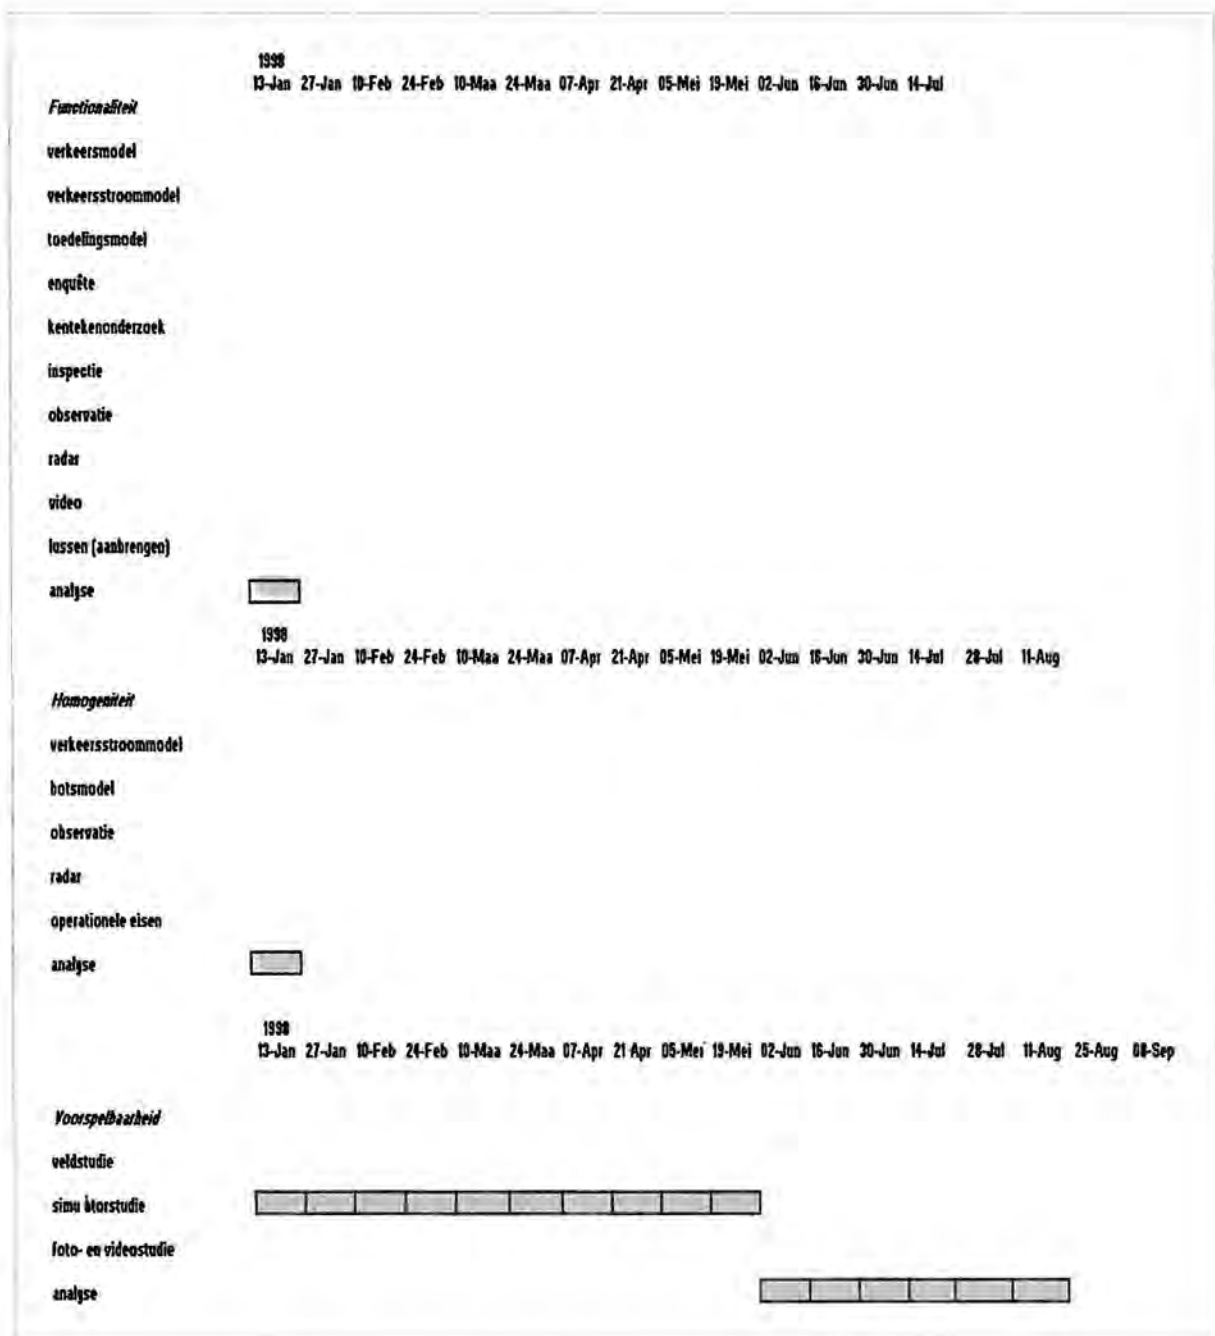 1998
13-Jan 27-Jan 10-Feb 24-Feb 10-Maa 24-Maa 07-Apr 21-Apr 05-Mei 19-Mei 02-Jun 16-Jun 30-Jun 14-Jul
Functionaliteit
verkeersmodel
verkeersstroommodel
toedelingsmodel
enquête
kentekenonderzoek
inspectie
observatie
radar
video
lussen (aanbrengen)
analyse
1998
13-Jan 27-Jan 10-Feb 24-Feb 10-Maa 24-Maa 07-Apr 21-Apr 05-Mei 19-Mei 02-Jun 16-Jun 30-Jun 14-Jul 28-Jul 11-Aug
Homogeniteit
verkeersstroommodel
botsmodel
observatie
radar
operationele eisen
analyse
1998
13-Jan 27-Jan 10-Feb 24-Feb 10-Maa 24-Maa 07-Apr 21-Apr 05-Mei 19-Mei 02-Jun 16-Jun 30-Jun 14-Jul 28-Jul 11-Aug 25-Aug 08-Sep
Voorspelbaarheid
veldstudie
simulatorstudie
foto- en videostudie
analyse